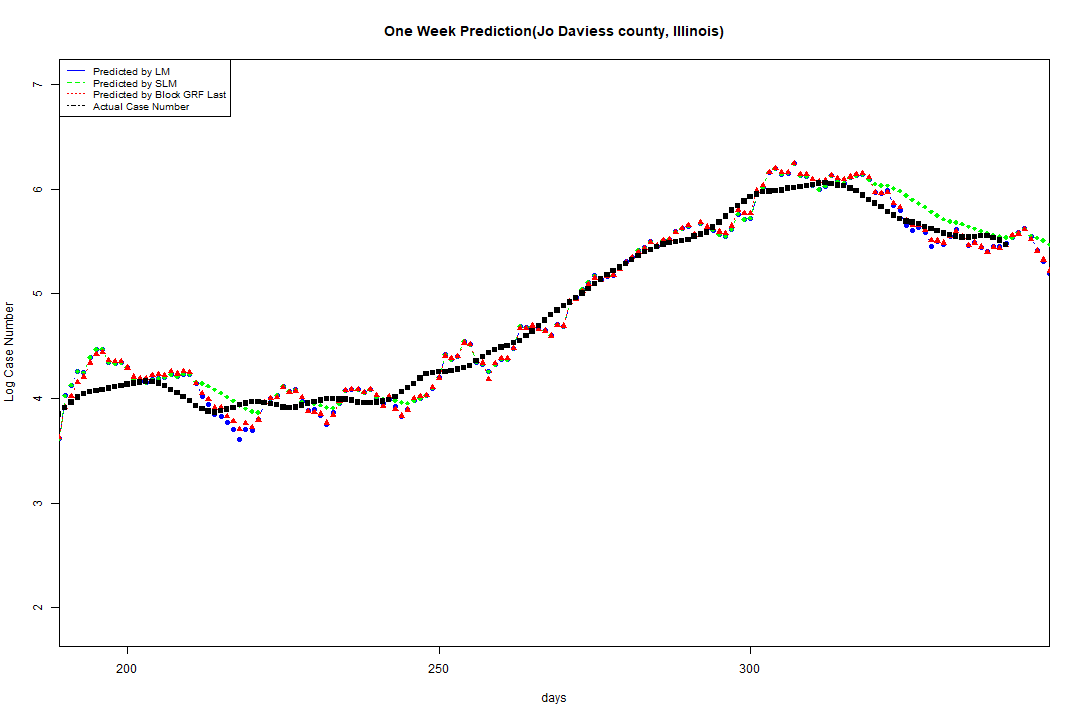 One Week Prediction(Jo Daviess county, Illinois)
Predicted by LM
Predicted by SLM
Predicted by Block GRF Last
Actual Case Number
7
6
5
4
3
2
Log Case Number
200 250 300
days